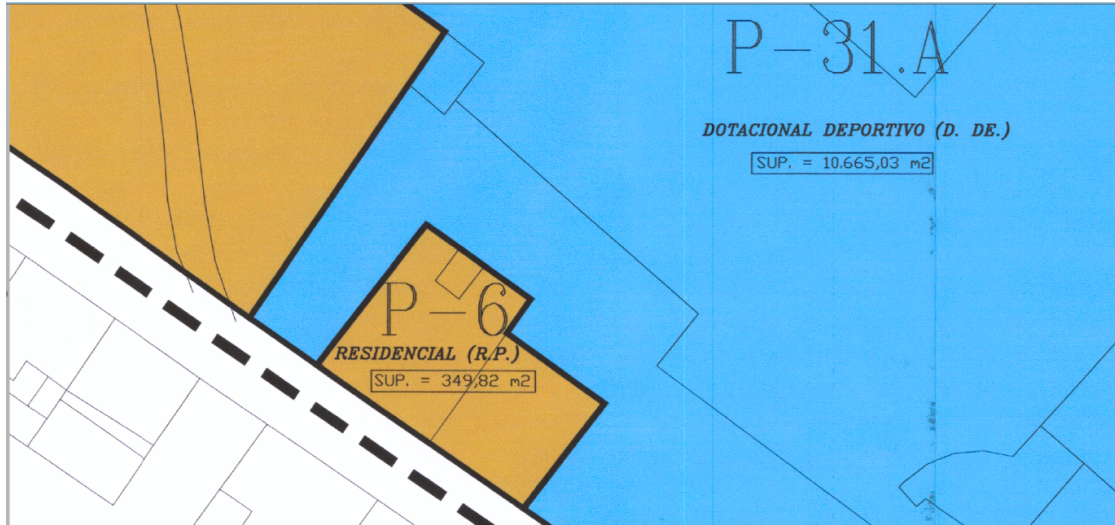 P-31.A
DOTACIONAL DEPORTIVO (D. DE.)
SUP. = 10.665,03 m2
P-6
RESIDENCIAL (R.P.)
SUP. = 349,82 m2